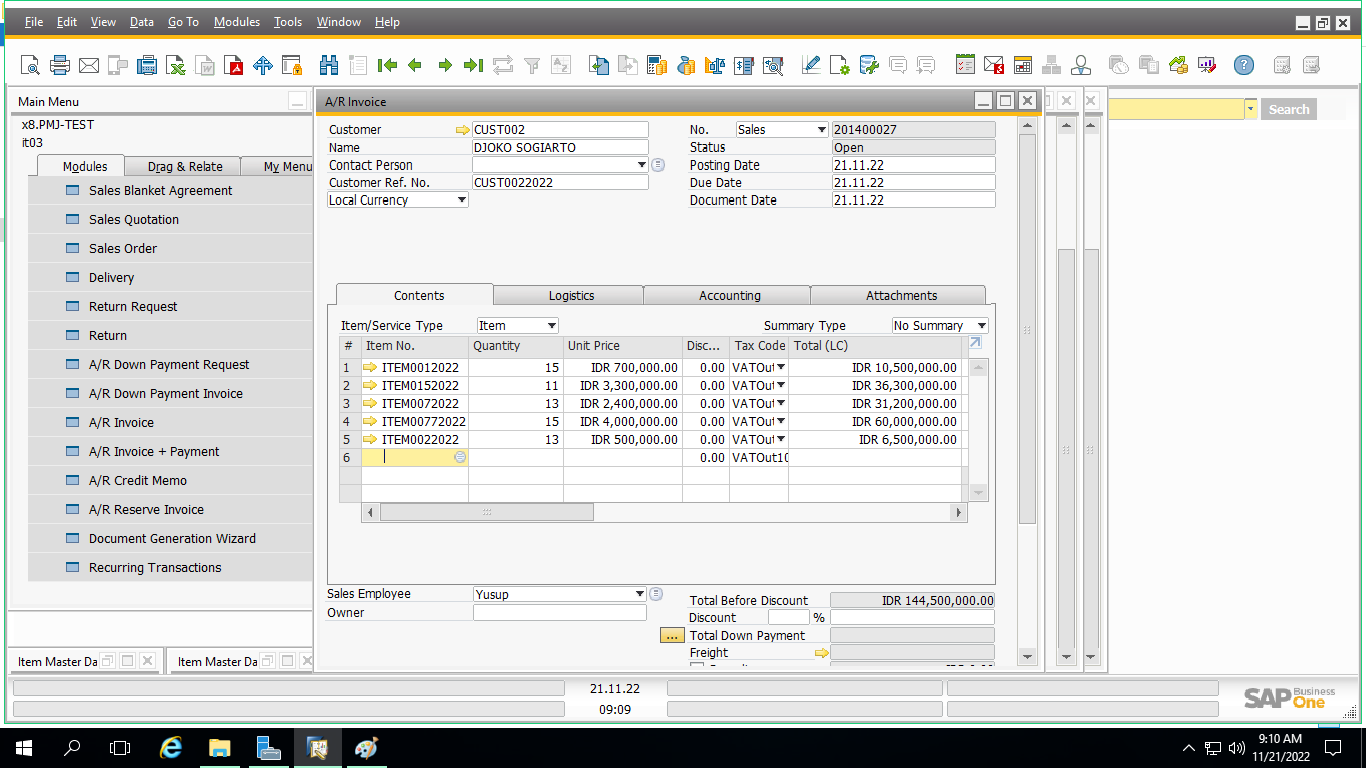 File Edit View Data Go To Modules Tools Window Help
Main Menu
x8.PMJ-TEST
it03
Modules Drag & Relate My Menu
Sales Blanket Agreement
Sales Quotation
Sales Order
Delivery
Return Request
Return
A/R Down Payment Request
A/R Down Payment Invoice
A/R Invoice
A/R Invoice + Payment
A/R Credit Memo
A/R Reserve Invoice
Document Generation Wizard
Recurring Transactions
A/R Invoice
Search
Customer CUST002
Name DJOKO SOGIARTO
Contact Person
Customer Ref. No. CUST0022022
Local Currency
No. Sales 201400027
Status Open
Posting Date 21.11.22
Due Date 21.11.22
Document Date 21.11.22
Contents Logistics Accounting Attachments
Item/Service Type Item Summary Type No Summary
# Item No. Quantity Unit Price Disc... Tax Code Total (LC)
1 ITEM0012022 15 IDR 700,000.00 0.00 VATOut IDR 10,500,000.00
2 ITEM0152022 11 IDR 3,300,000.00 0.00 VATOut IDR 36,300,000.00
3 ITEM0072022 13 IDR 2,400,000.00 0.00 VATOut IDR 31,200,000.00
4 ITEM00772022 15 IDR 4,000,000.00 0.00 VATOut IDR 60,000,000.00
5 ITEM0022022 13 IDR 500,000.00 0.00 VATOut IDR 6,500,000.00
6 0.00 VATOut10
Sales Employee Yusup
Owner
Total Before Discount IDR 144,500,000.00
Discount %
... Total Down Payment
Freight
Item Master Da Item Master Da
21.11.22
09:09
SAP Business One
9:10 AM
11/21/2022